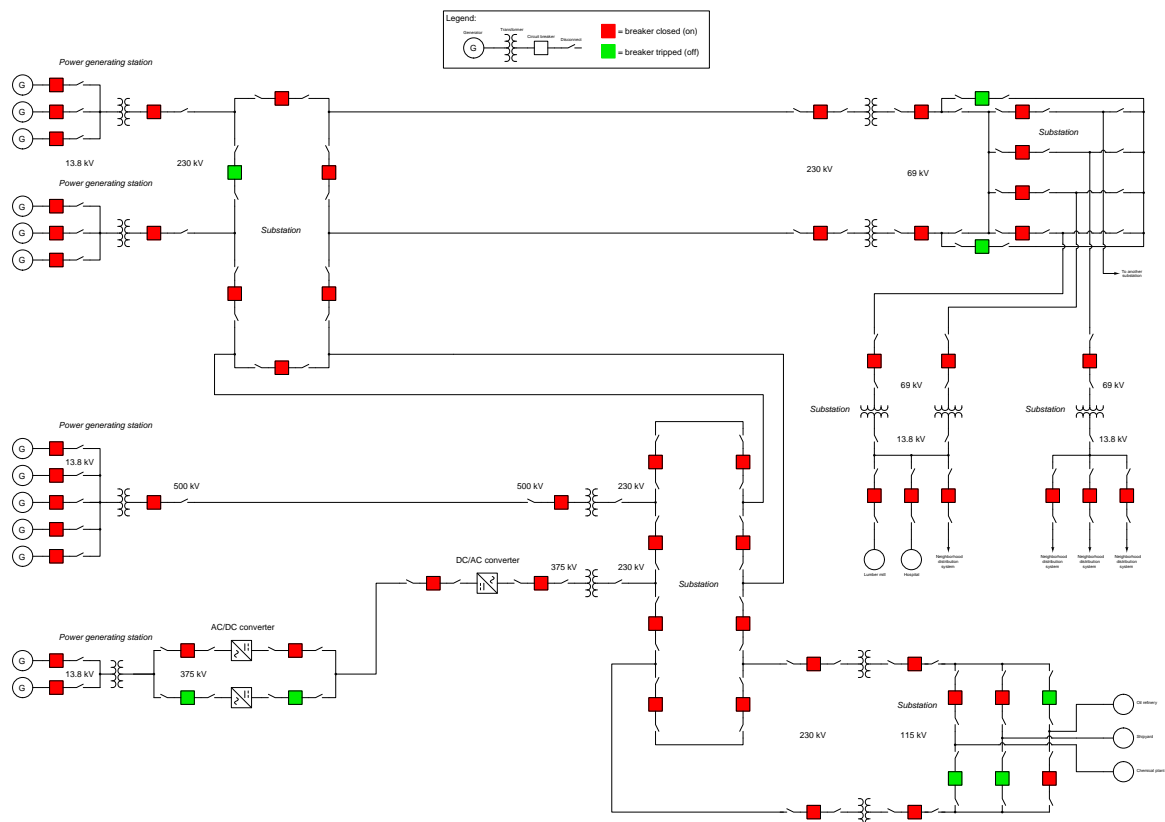 Legend:
Generator
Transformer
Circuit breaker
Disconnect
G
= breaker closed (on)
= breaker tripped (off)
Power generating station
G
G
G
13.8 kV
230 kV
230 kV
69 kV
Substation
Power generating station
G
G
G
Substation
To another
substation
69 kV
69 kV
Substation
Substation
13.8 kV
13.8 kV
Lumber mill
Hospital
Neighborhood
distribution
system
Neighborhood
distribution
system
Neighborhood
distribution
system
Neighborhood
distribution
system
Power generating station
G
G
G
G
G
13.8 kV
500 kV
500 kV
230 kV
DC/AC converter
375 kV
230 kV
Substation
Power generating station
AC/DC converter
G
G
13.8 kV
375 kV
Substation
230 kV
115 kV
Oil refinery
Shipyard
Chemical plant